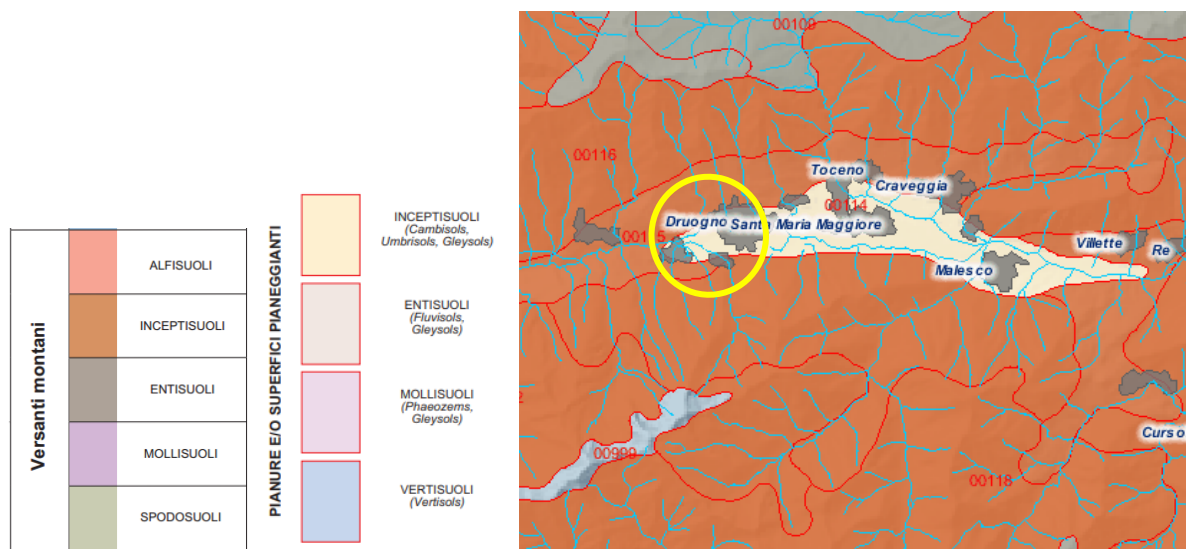 Versanti montani
ALFISUOLI
INCEPTISUOLI
ENTISUOLI
MOLLISUOLI
SPODOSUOLI
PIANURE E/O SUPERFICI PIANEGGIANTI
INCEPTISUOLI
(Cambisols,
Umbrisols, Gleysols)
ENTISUOLI
(Fluvisols,
Gleysols)
MOLLISUOLI
(Phaeozems,
Gleysols)
VERTISUOLI
(Vertisols)
00109
00116
Toceno
Craveggia
00114
Druogno
Santa Maria Maggiore
Villette
Re
Malesco
Curso
00999
00118